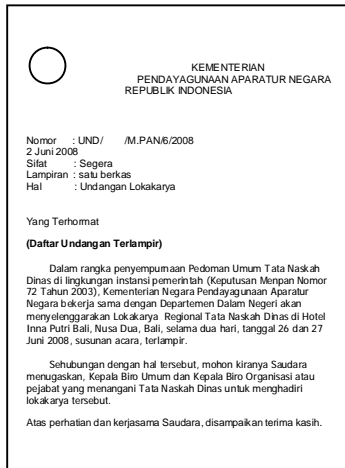 KEMENTERIAN
PENDAYAGUNAAN APARATUR NEGARA
REPUBLIK INDONESIA
Nomor : UND/ /M.PAN/6/2008
2 Juni 2008
Sifat : Segera
Lampiran : satu berkas
Hal : Undangan Lokakarya
Yang Terhormat
(Daftar Undangan Terlampir)
Dalam rangka penyempurnaan Pedoman Umum Tata Naskah
Dinas di lingkungan instansi pemerintah (Keputusan Menpan Nomor
72 Tahun 2003), Kementerian Negara Pendayagunaan Aparatur
Negara bekerja sama dengan Departemen Dalam Negeri akan
menyelenggarakan Lokakarya Regional Tata Naskah Dinas di Hotel
Inna Putri Bali, Nusa Dua, Bali, selama dua hari, tanggal 26 dan 27
Juni 2008, susunan acara, terlampir.
Sehubungan dengan hal tersebut, mohon kiranya Saudara
menugaskan, Kepala Biro Umum dan Kepala Biro Organisasi atau
pejabat yang menangani Tata Naskah Dinas untuk menghadiri
lokakarya tersebut.
Atas perhatian dan kerjasama Saudara, disampaikan terima kasih.